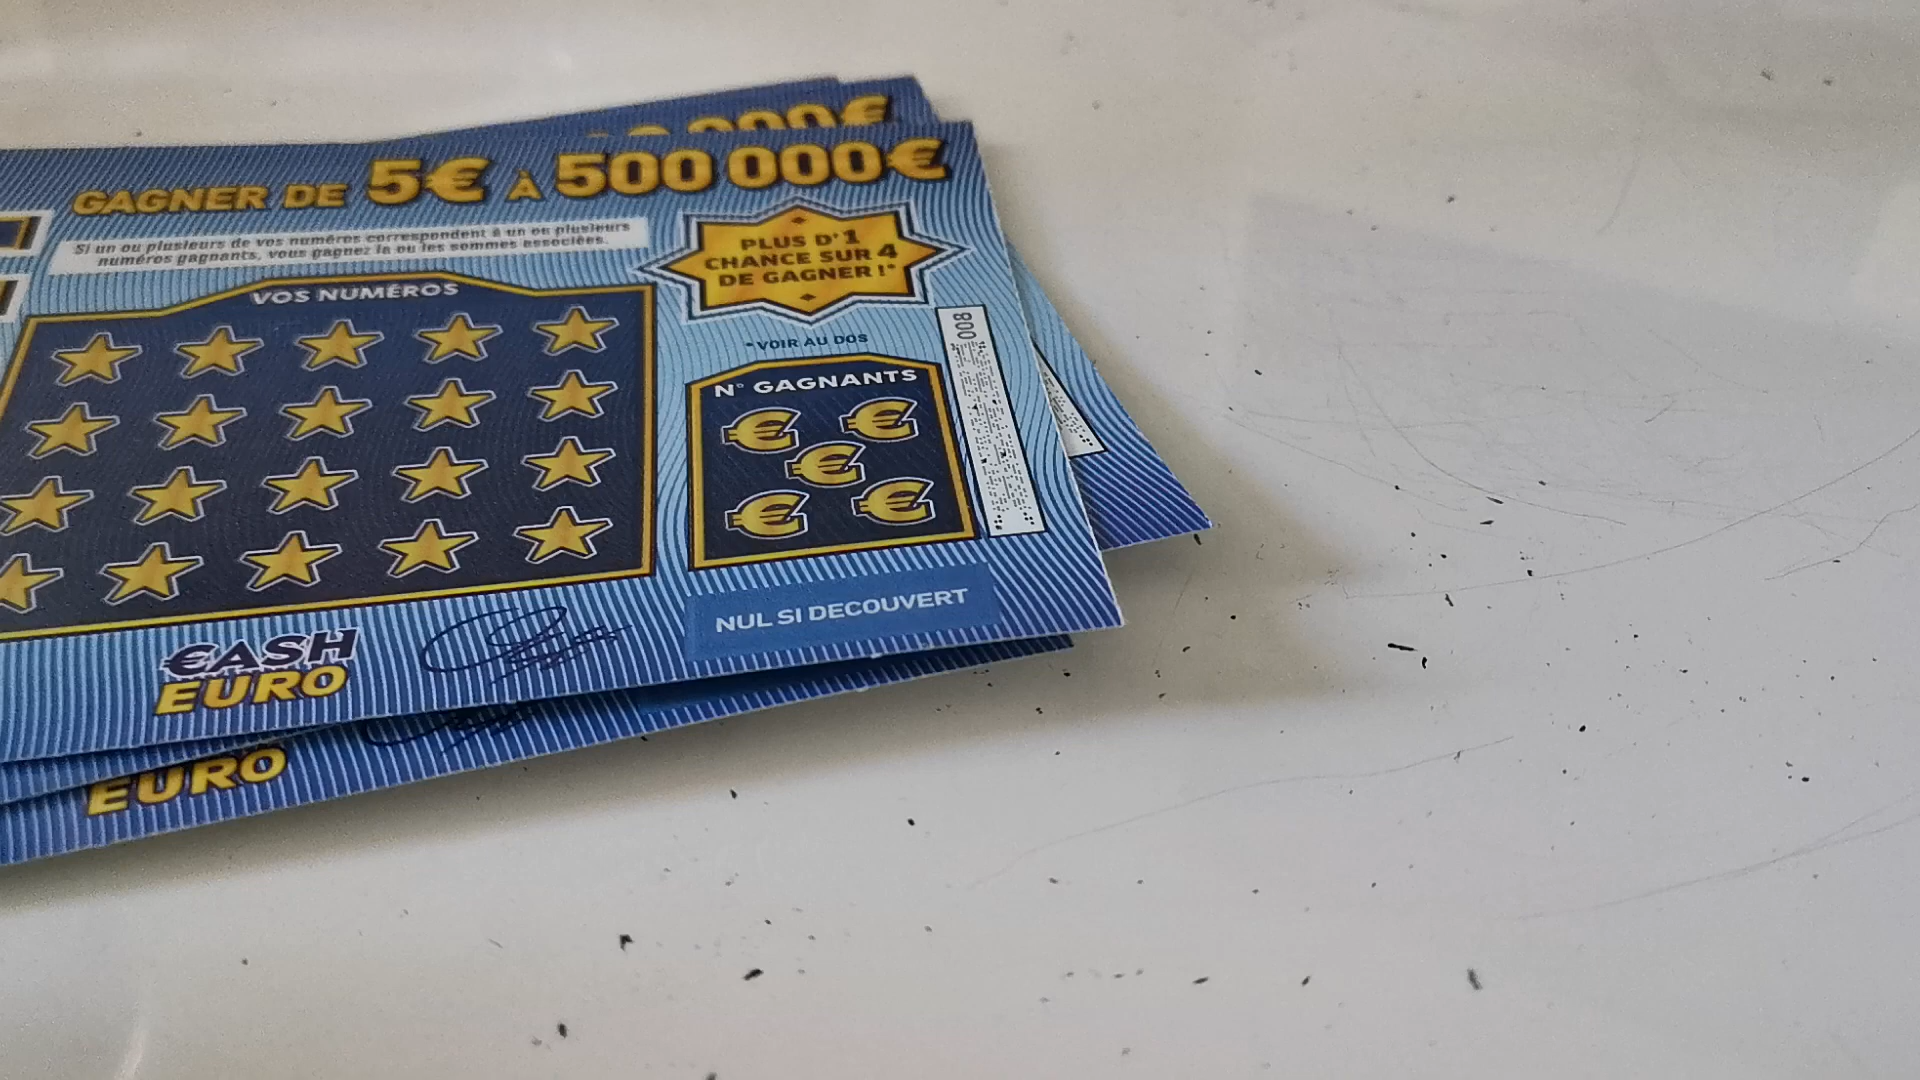 000€
GAGNER DE 5€ À 500 000€
Si un ou plusieurs de vos numéros correspondent à un ou plusieurs
numéros gagnants, vous gagnez la ou les sommes associées.
PLUS D'1
CHANCE SUR 4
DE GAGNER !*
VOS NUMÉROS
*VOIR AU DOS
008
N° GAGNANTS
€ €
€
€ €
NUL SI DECOUVERT
€ASH
EURO
EURO